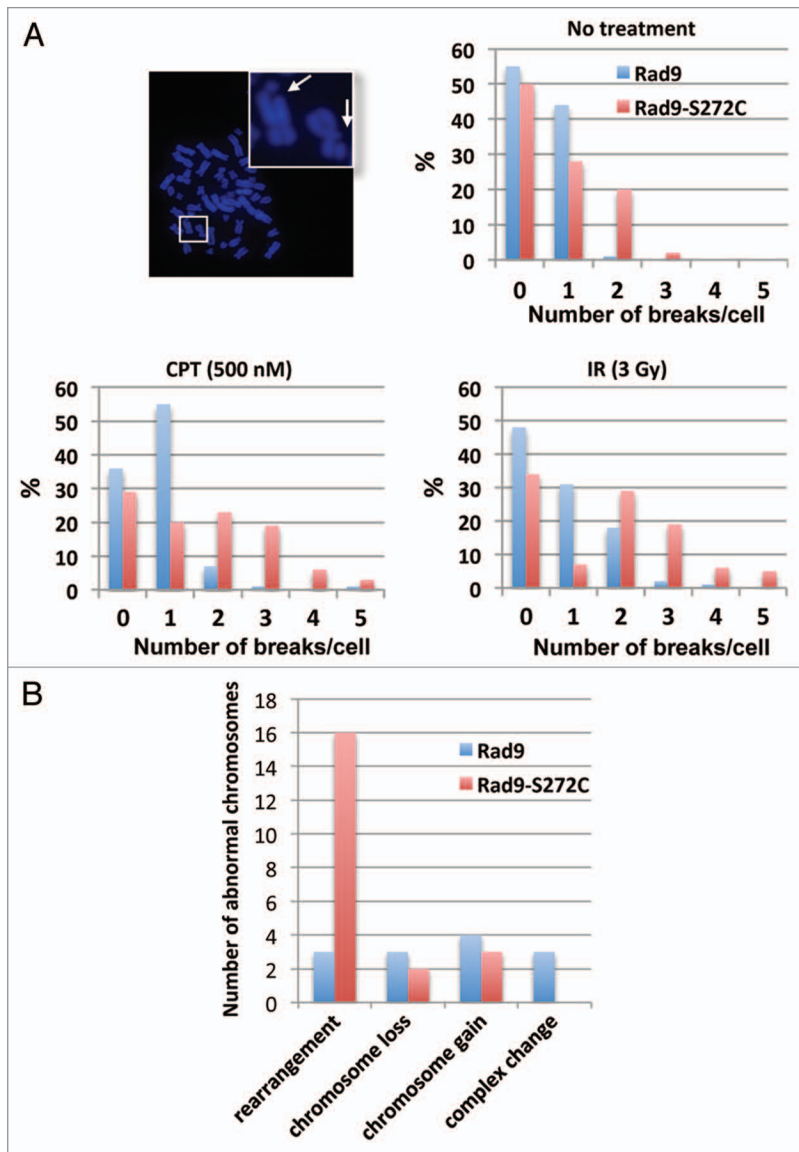 A
No treatment
60
50
40
30
20
10
0
%
Rad9
Rad9-S272C
0 1 2 3 4 5
Number of breaks/cell
CPT (500 nM)
60
50
40
30
20
10
0
%
0 1 2 3 4 5
Number of breaks/cell
IR (3 Gy)
60
50
40
30
20
10
0
%
0 1 2 3 4 5
Number of breaks/cell
B
Number of abnormal chromosomes
18
16
14
12
10
8
6
4
2
0
Rad9
Rad9-S272C
rearrangement
chromosome loss
chromosome gain
complex change